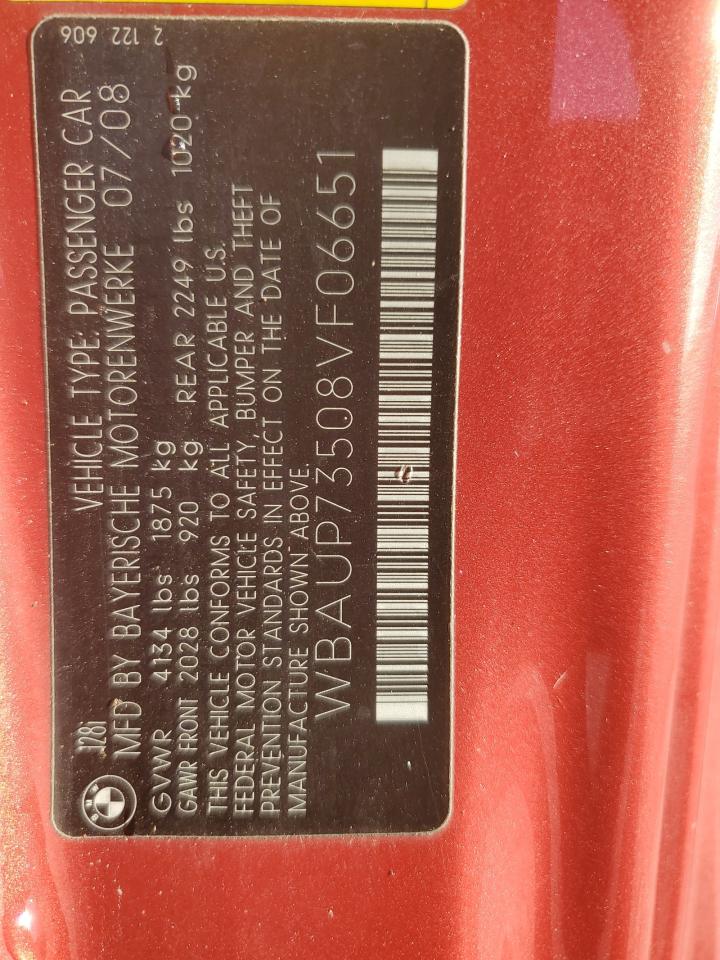 2 122 606
128i
VEHICLE TYPE: PASSENGER CAR
MFD BY BAYERISCHE MOTORENWERKE 07/08
GVWR 4134 lbs 1875 kg
GAWR FRONT 2028 lbs 920 kg REAR 2249 lbs 1020 kg
THIS VEHICLE CONFORMS TO ALL APPLICABLE U.S.
FEDERAL MOTOR VEHICLE SAFETY, BUMPER AND THEFT
PREVENTION STANDARDS IN EFFECT ON THE DATE OF
MANUFACTURE SHOWN ABOVE.
WBAUP73508VF06651
BMW